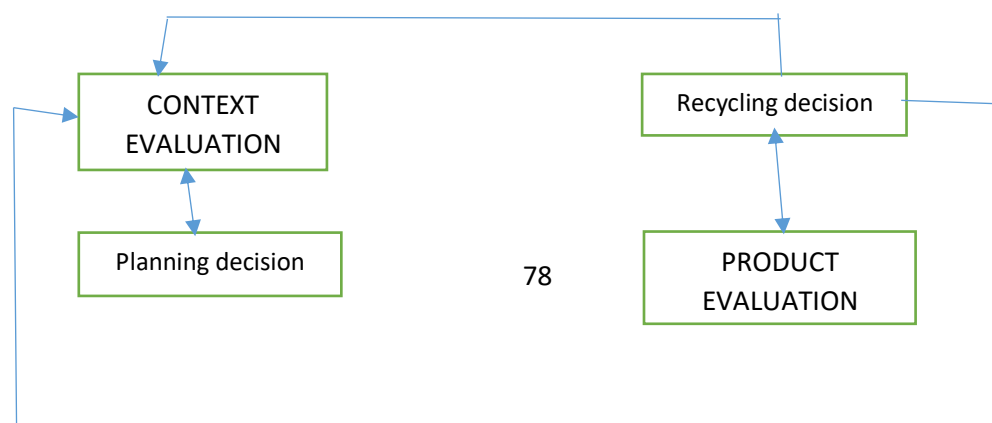 CONTEXT
EVALUATION
Recycling decision
Planning decision
78
PRODUCT
EVALUATION